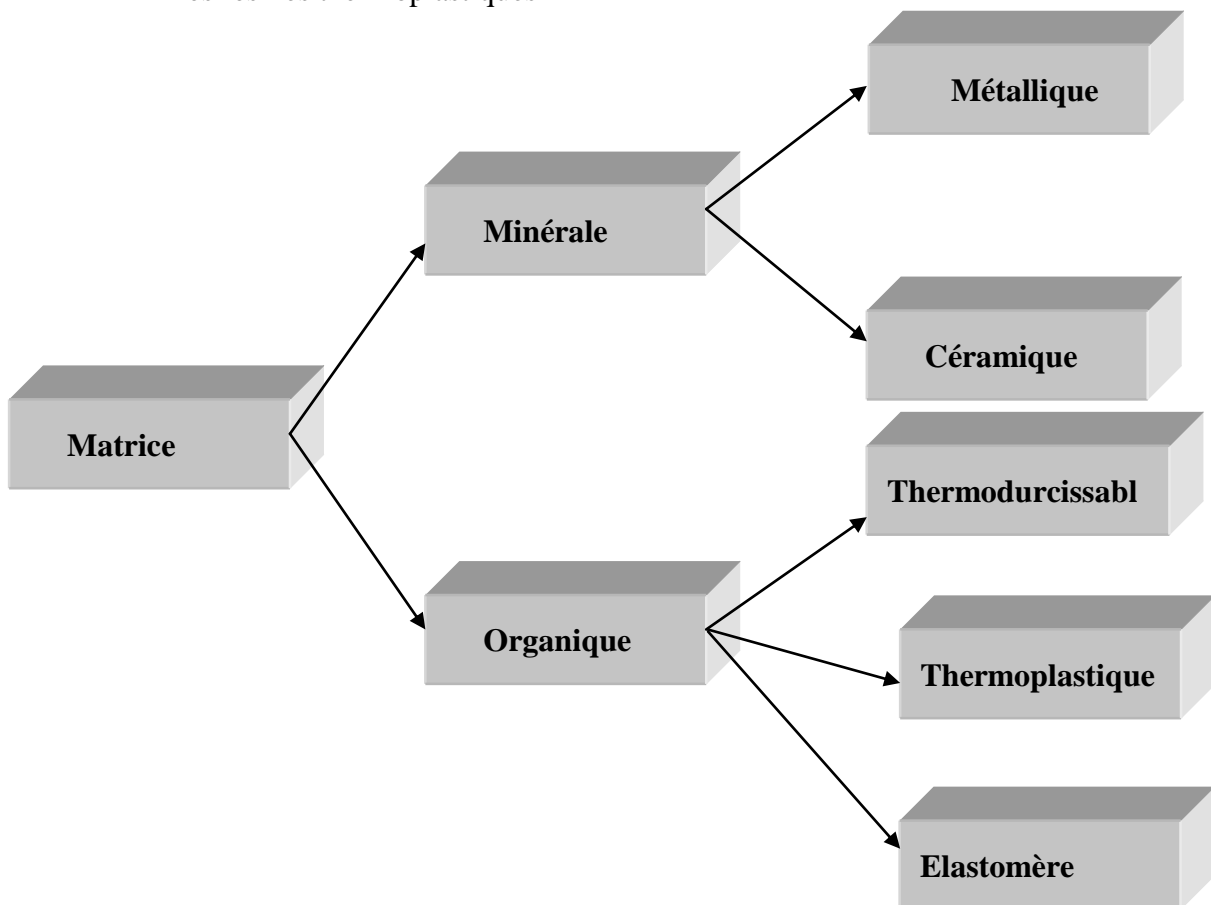 Métallique
Minérale
Céramique
Matrice
Thermodurcissabl
Organique
Thermoplastique
Elastomère